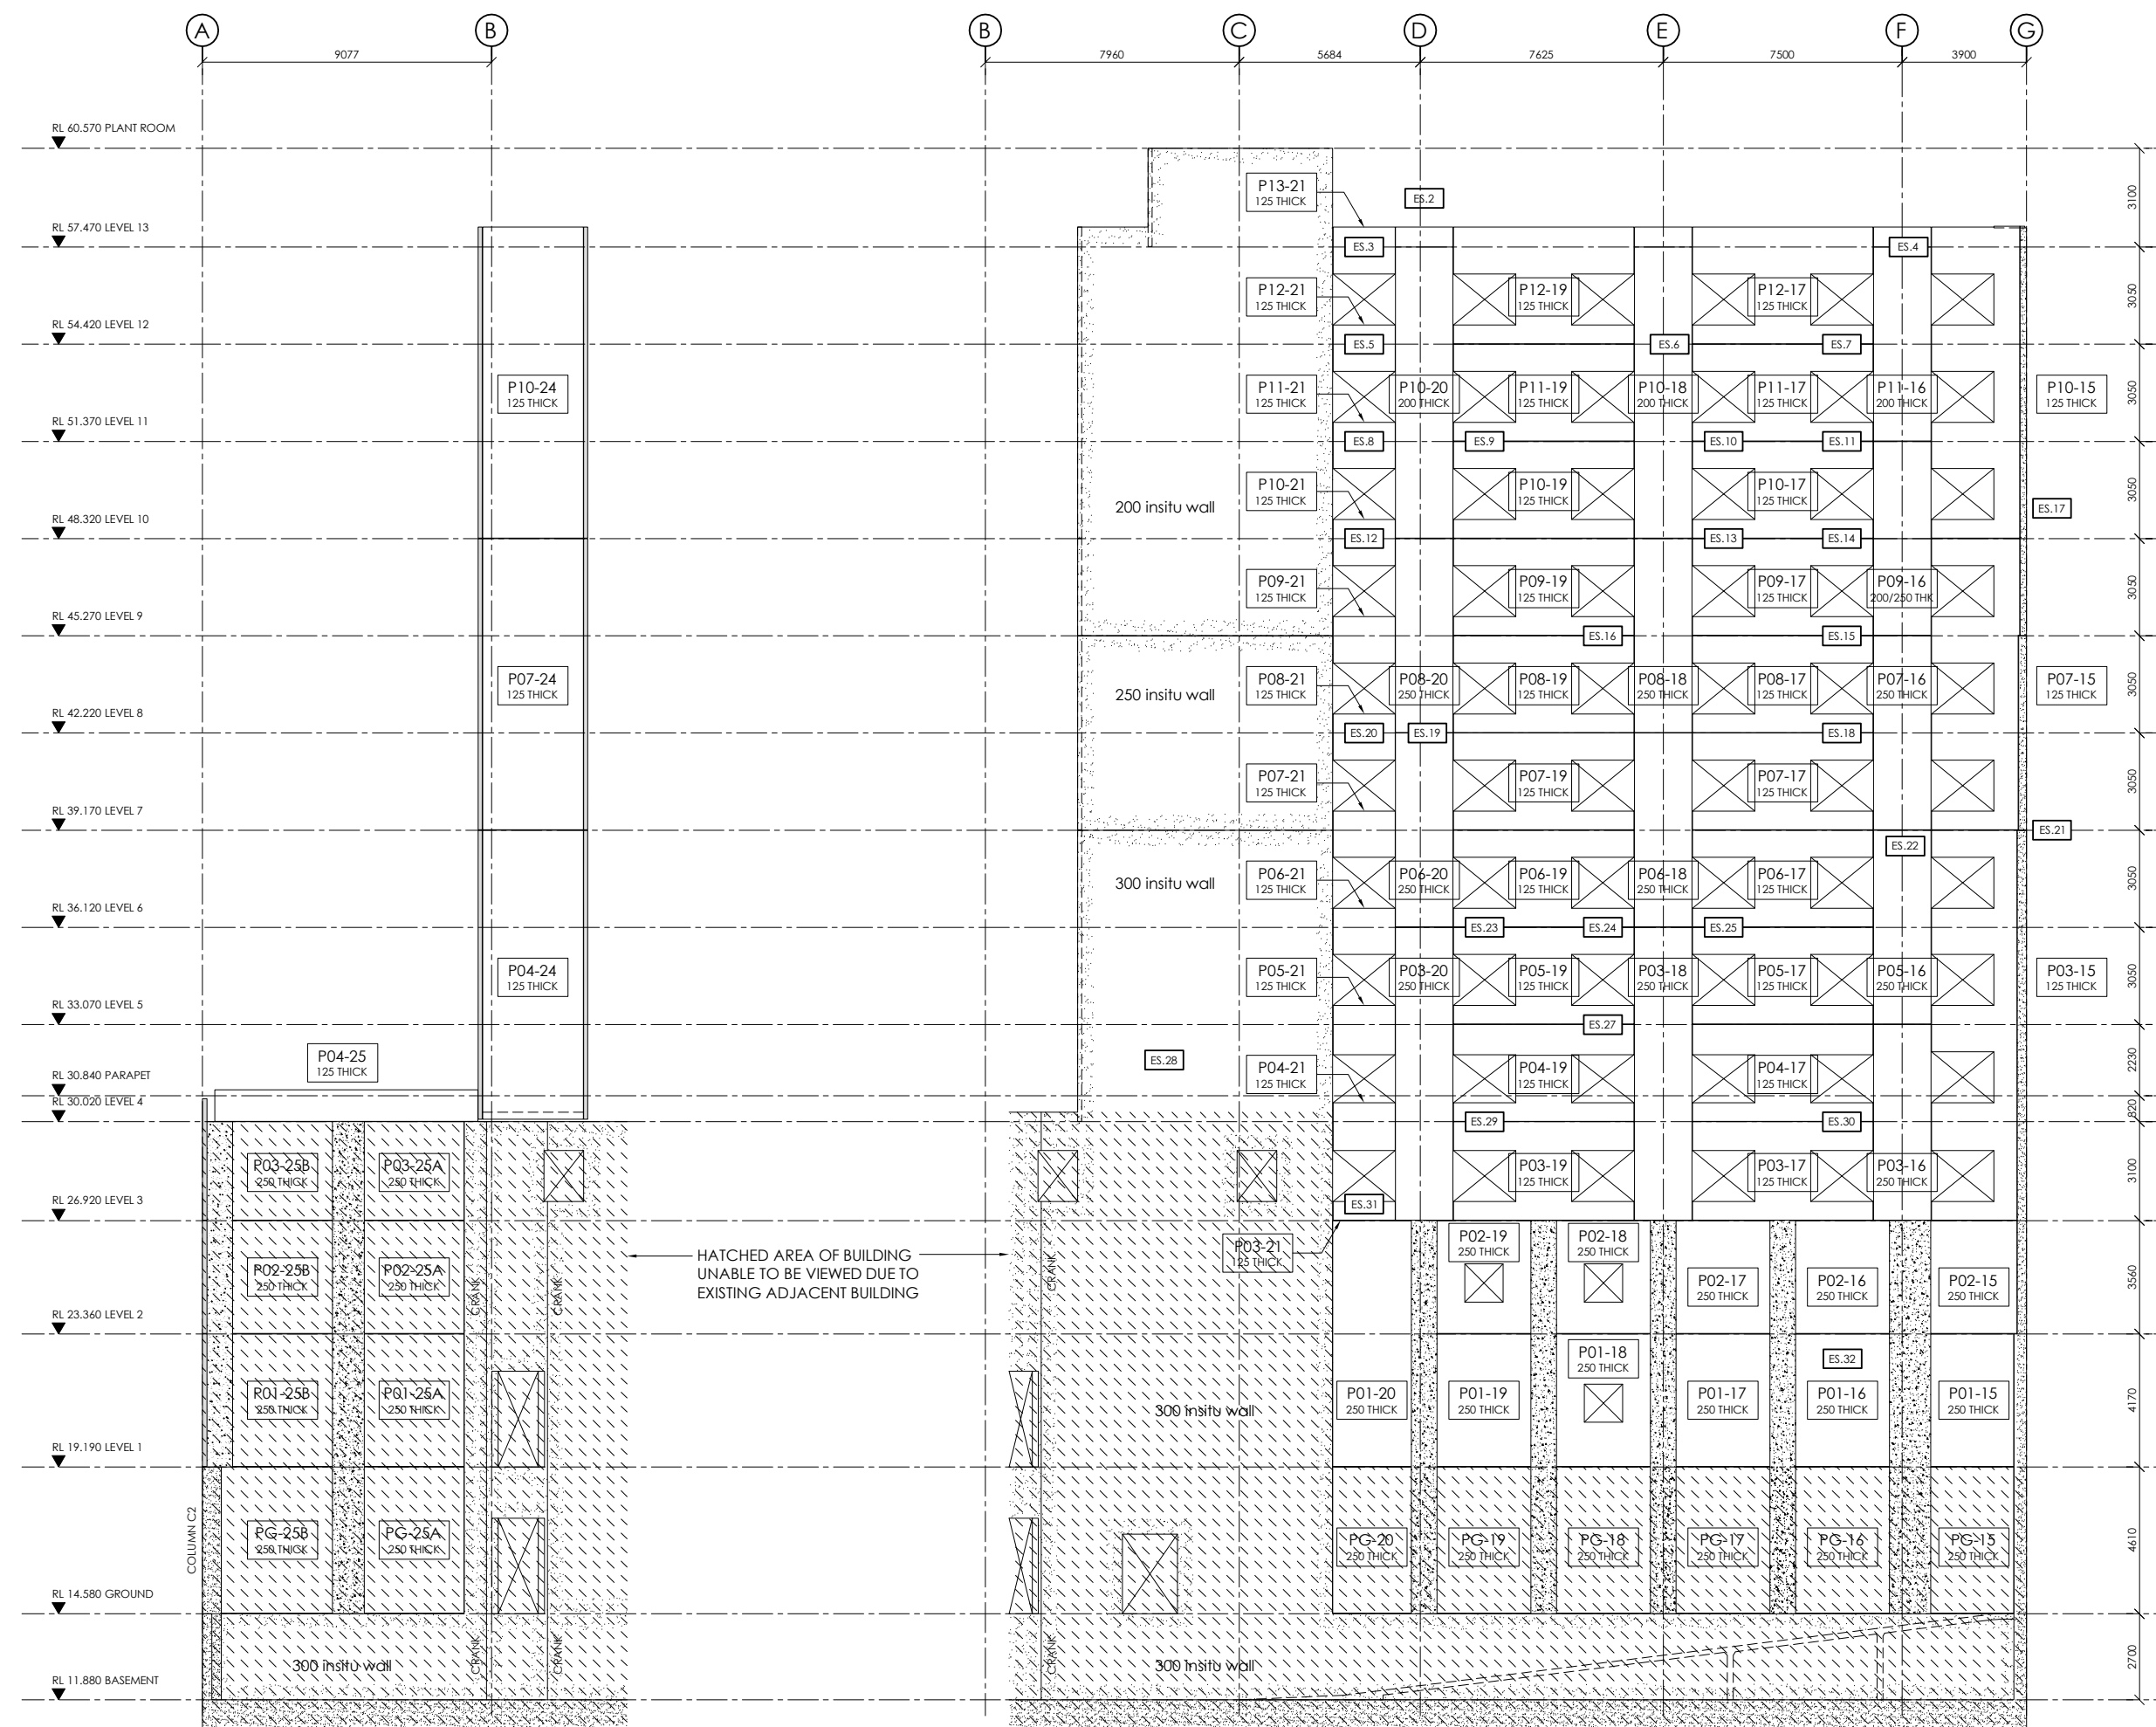 A
B
B
C
D
E
F
G
9077
7960
5684
7625
7500
3900
RL 60.570 PLANT ROOM
3100
P13-21
125 THICK
ES.2
RL 57.470 LEVEL 13
ES.3
ES.4
P12-21
125 THICK
P12-19
125 THICK
P12-17
125 THICK
3050
RL 54.420 LEVEL 12
ES.5
ES.6
ES.7
P10-24
125 THICK
P11-21
125 THICK
P10-20
200 THICK
P11-19
125 THICK
P10-18
200 THICK
P11-17
125 THICK
P11-16
200 THICK
P10-15
125 THICK
3050
RL 51.370 LEVEL 11
ES.8
ES.9
ES.10
ES.11
200 insitu wall
P10-21
125 THICK
P10-19
125 THICK
P10-17
125 THICK
ES.17
3050
RL 48.320 LEVEL 10
ES.12
ES.13
ES.14
P09-21
125 THICK
P09-19
125 THICK
P09-17
125 THICK
P09-16
200/250 THK
3050
RL 45.270 LEVEL 9
ES.16
ES.15
P07-24
125 THICK
250 insitu wall
P08-21
125 THICK
P08-20
250 THICK
P08-19
125 THICK
P08-18
250 THICK
P08-17
125 THICK
P07-16
250 THICK
P07-15
125 THICK
3050
RL 42.220 LEVEL 8
ES.20
ES.19
ES.18
P07-21
125 THICK
P07-19
125 THICK
P07-17
125 THICK
3050
RL 39.170 LEVEL 7
ES.21
ES.22
300 insitu wall
P06-21
125 THICK
P06-20
250 THICK
P06-19
125 THICK
P06-18
250 THICK
P06-17
125 THICK
3050
RL 36.120 LEVEL 6
ES.23
ES.24
ES.25
P04-24
125 THICK
P05-21
125 THICK
P03-20
250 THICK
P05-19
125 THICK
P03-18
250 THICK
P05-17
125 THICK
P05-16
250 THICK
P03-15
125 THICK
3050
RL 33.070 LEVEL 5
ES.27
P04-25
125 THICK
ES.28
P04-21
125 THICK
P04-19
125 THICK
P04-17
125 THICK
2230
RL 30.840 PARAPET
RL 30.020 LEVEL 4
820
ES.29
ES.30
P03-25B
250 THICK
P03-25A
250 THICK
P03-19
125 THICK
P03-17
125 THICK
P03-16
250 THICK
3100
ES.31
RL 26.920 LEVEL 3
P03-21
125 THICK
HATCHED AREA OF BUILDING
UNABLE TO BE VIEWED DUE TO
EXISTING ADJACENT BUILDING
P02-25B
250 THICK
P02-25A
250 THICK
CRANK
CRANK
CRANK
P02-19
250 THICK
P02-18
250 THICK
P02-17
250 THICK
P02-16
250 THICK
P02-15
250 THICK
3560
RL 23.360 LEVEL 2
P01-18
250 THICK
ES.32
P01-25B
250 THICK
P01-25A
250 THICK
300 insitu wall
P01-20
250 THICK
P01-19
250 THICK
P01-17
250 THICK
P01-16
250 THICK
P01-15
250 THICK
4170
RL 19.190 LEVEL 1
COLUMN C2
PG-25B
250 THICK
PG-25A
250 THICK
PG-20
250 THICK
PG-19
250 THICK
PG-18
250 THICK
PG-17
250 THICK
PG-16
250 THICK
PG-15
250 THICK
4610
RL 14.580 GROUND
300 insitu wall
CRANK
CRANK
CRANK
300 insitu wall
2700
RL 11.880 BASEMENT